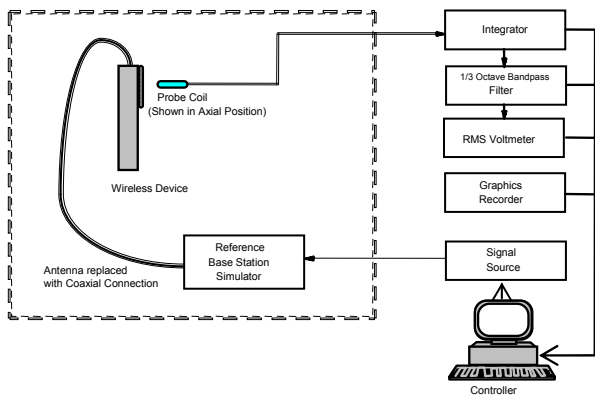 Integrator
1/3 Octave Bandpass
Filter
RMS Voltmeter
Graphics
Recorder
Signal
Source
Controller
Probe Coil
(Shown in Axial Position)
Wireless Device
Reference
Base Station
Simulator
Antenna replaced
with Coaxial Connection